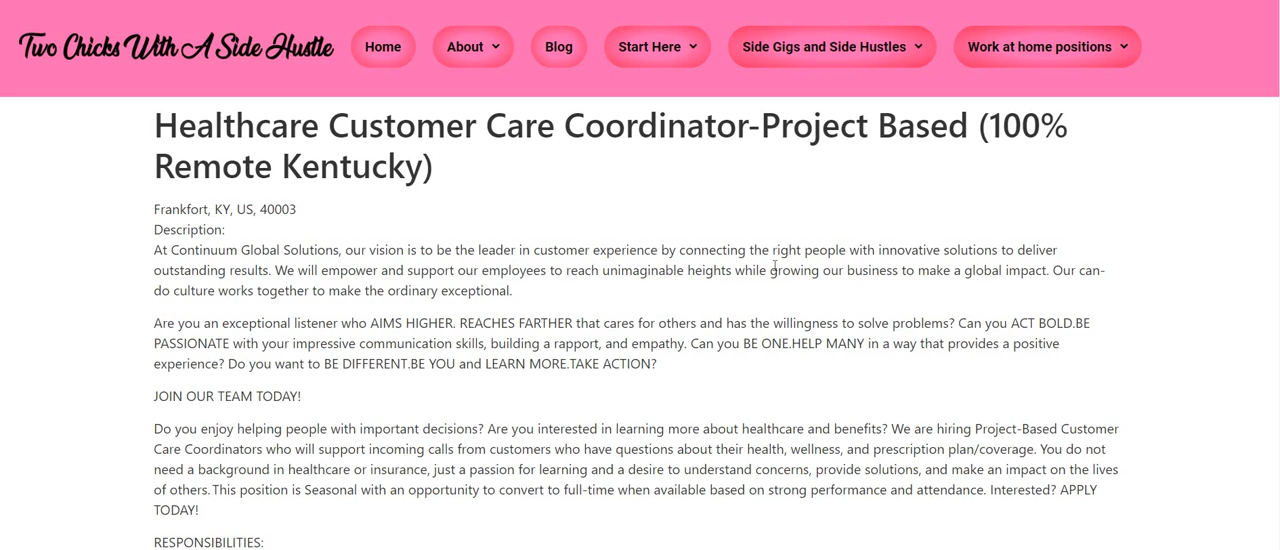 Two Chicks With A Side Hustle
Home
About
Blog
Start Here
Side Gigs and Side Hustles
Work at home positions
Healthcare Customer Care Coordinator-Project Based (100%
Remote Kentucky)
Frankfort, KY, US, 40003
Description:
At Continuum Global Solutions, our vision is to be the leader in customer experience by connecting the right people with innovative solutions to deliver
outstanding results. We will empower and support our employees to reach unimaginable heights while growing our business to make a global impact. Our can-
do culture works together to make the ordinary exceptional.
Are you an exceptional listener who AIMS HIGHER. REACHES FARTHER that cares for others and has the willingness to solve problems? Can you ACT BOLD.BE
PASSIONATE with your impressive communication skills, building a rapport, and empathy. Can you BE ONE.HELP MANY in a way that provides a positive
experience? Do you want to BE DIFFERENT.BE YOU and LEARN MORE.TAKE ACTION?
JOIN OUR TEAM TODAY!
Do you enjoy helping people with important decisions? Are you interested in learning more about healthcare and benefits? We are hiring Project-Based Customer
Care Coordinators who will support incoming calls from customers who have questions about their health, wellness, and prescription plan/coverage. You do not
need a background in healthcare or insurance, just a passion for learning and a desire to understand concerns, provide solutions, and make an impact on the lives
of others. This position is Seasonal with an opportunity to convert to full-time when available based on strong performance and attendance. Interested? APPLY
TODAY!
RESPONSIBILITIES: